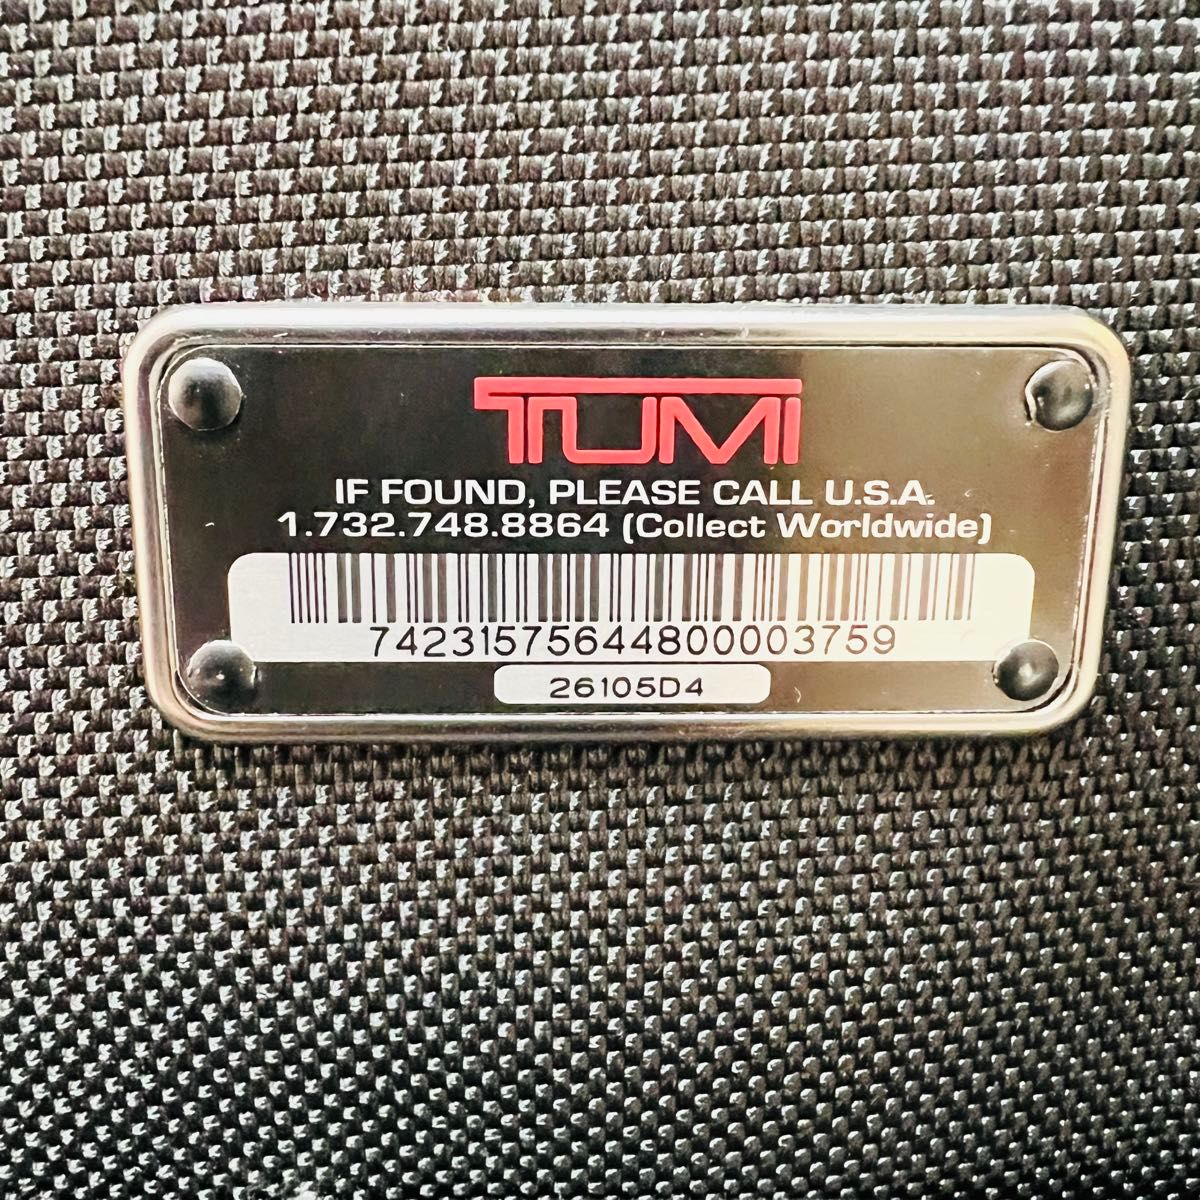 TUMI
IF FOUND, PLEASE CALL U.S.A.
1.732.748.8864 (Collect Worldwide)
74231575644800003759
26105D4